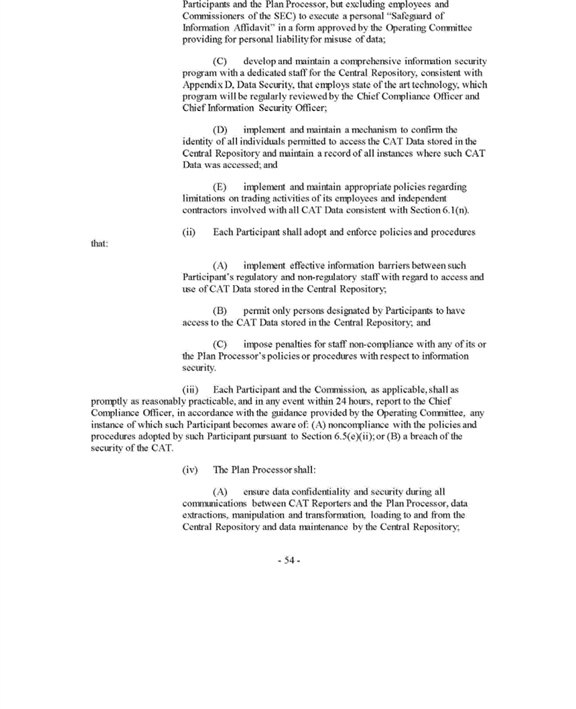 Participants and the Plan Processor, but excluding employees and
Commissioners of the SEC) to execute a personal "Safeguard of
Information Affidavit" in a form approved by the Operating Committee
providing for personal liability for misuse of data;
(C) develop and maintain a comprehensive information security
program with a dedicated staff for the Central Repository, consistent with
Appendix D, Data Security, that employs state of the art technology, which
program will be regularly reviewed by the Chief Compliance Officer and
Chief Information Security Officer;
(D) implement and maintain a mechanism to confirm the
identity of all individuals permitted to access the CAT Data stored in the
Central Repository and maintain a record of all instances where such CAT
Data was accessed; and
(E) implement and maintain appropriate policies regarding
limitations on trading activities of its employees and independent
contractors involved with all CAT Data consistent with Section 6.1(n).
(ii) Each Participant shall adopt and enforce policies and procedures
that:
(A) implement effective information barriers between such
Participant's regulatory and non-regulatory staff with regard to access and
use of CAT Data stored in the Central Repository;
(B) permit only persons designated by Participants to have
access to the CAT Data stored in the Central Repository; and
(C) impose penalties for staff non-compliance with any of its or
the Plan Processor's policies or procedures with respect to information
security.
(iii) Each Participant and the Commission, as applicable, shall as
promptly as reasonably practicable, and in any event within 24 hours, report to the Chief
Compliance Officer, in accordance with the guidance provided by the Operating Committee, any
instance of which such Participant becomes aware of: (A) noncompliance with the policies and
procedures adopted by such Participant pursuant to Section 6.5(e)(ii); or (B) a breach of the
security of the CAT.
(iv) The Plan Processor shall:
(A) ensure data confidentiality and security during all
communications between CAT Reporters and the Plan Processor, data
extractions, manipulation and transformation, loading to and from the
Central Repository and data maintenance by the Central Repository;
- 54 -